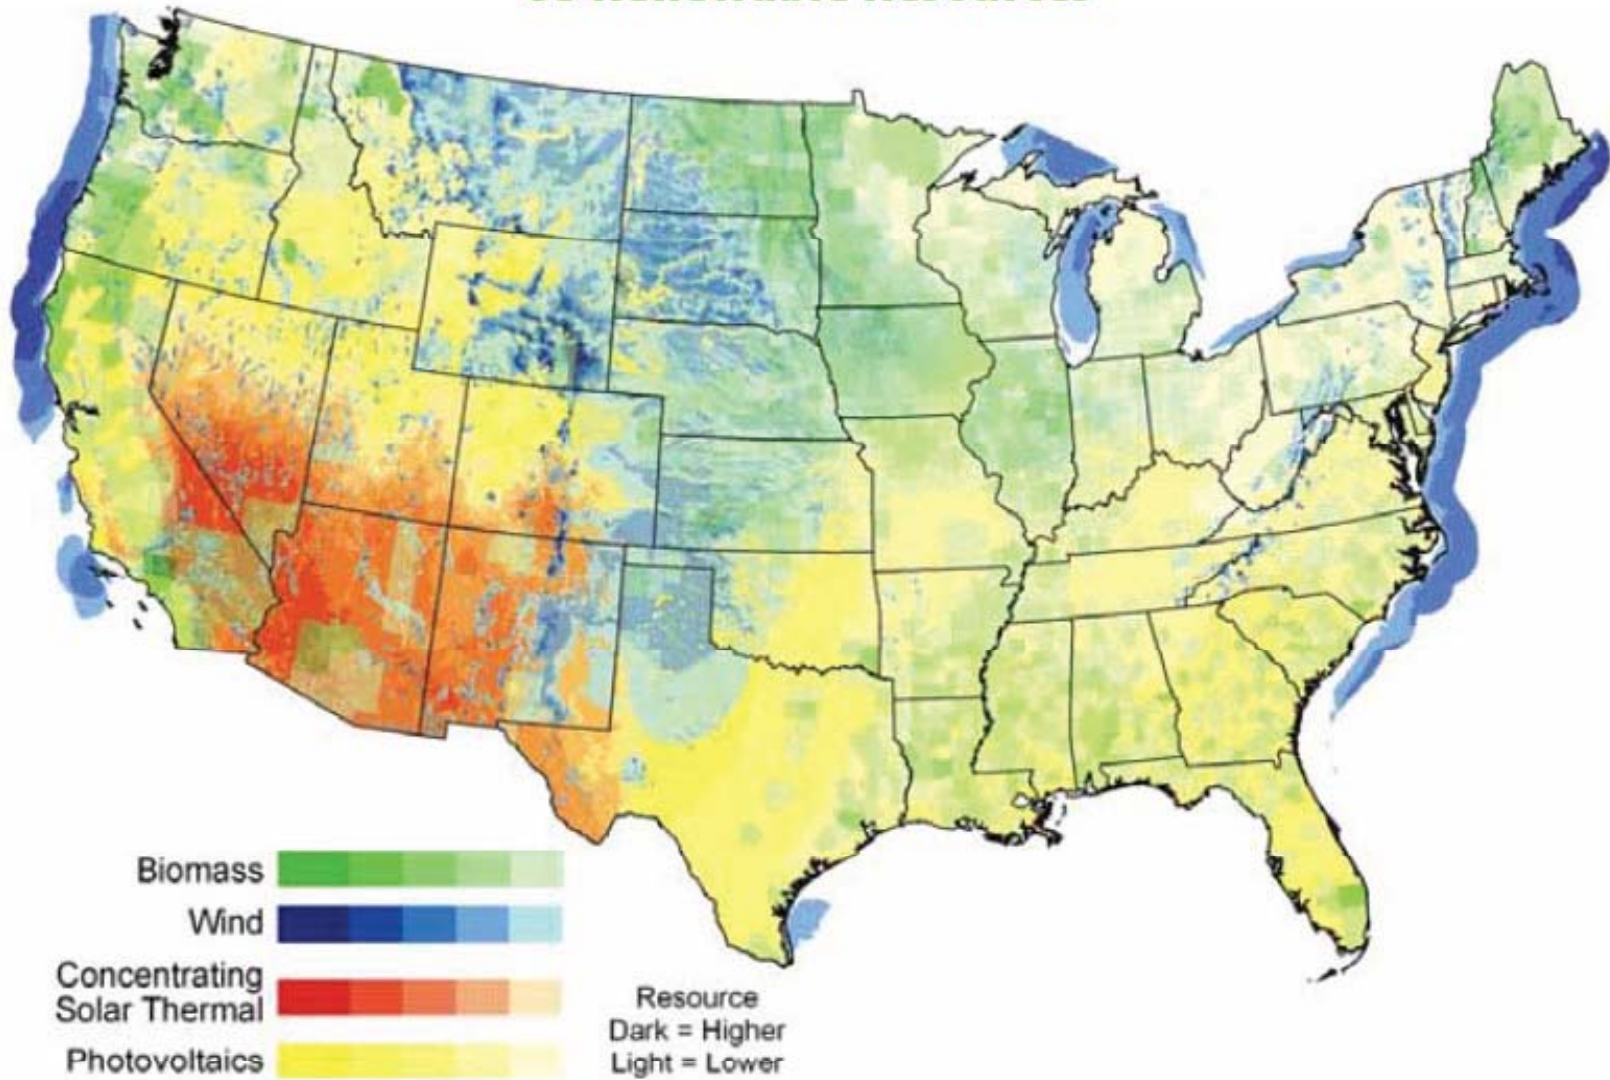 Biomass
Wind
Concentrating
Solar Thermal
Photovoltaics
Resource
Dark = Higher
Light = Lower